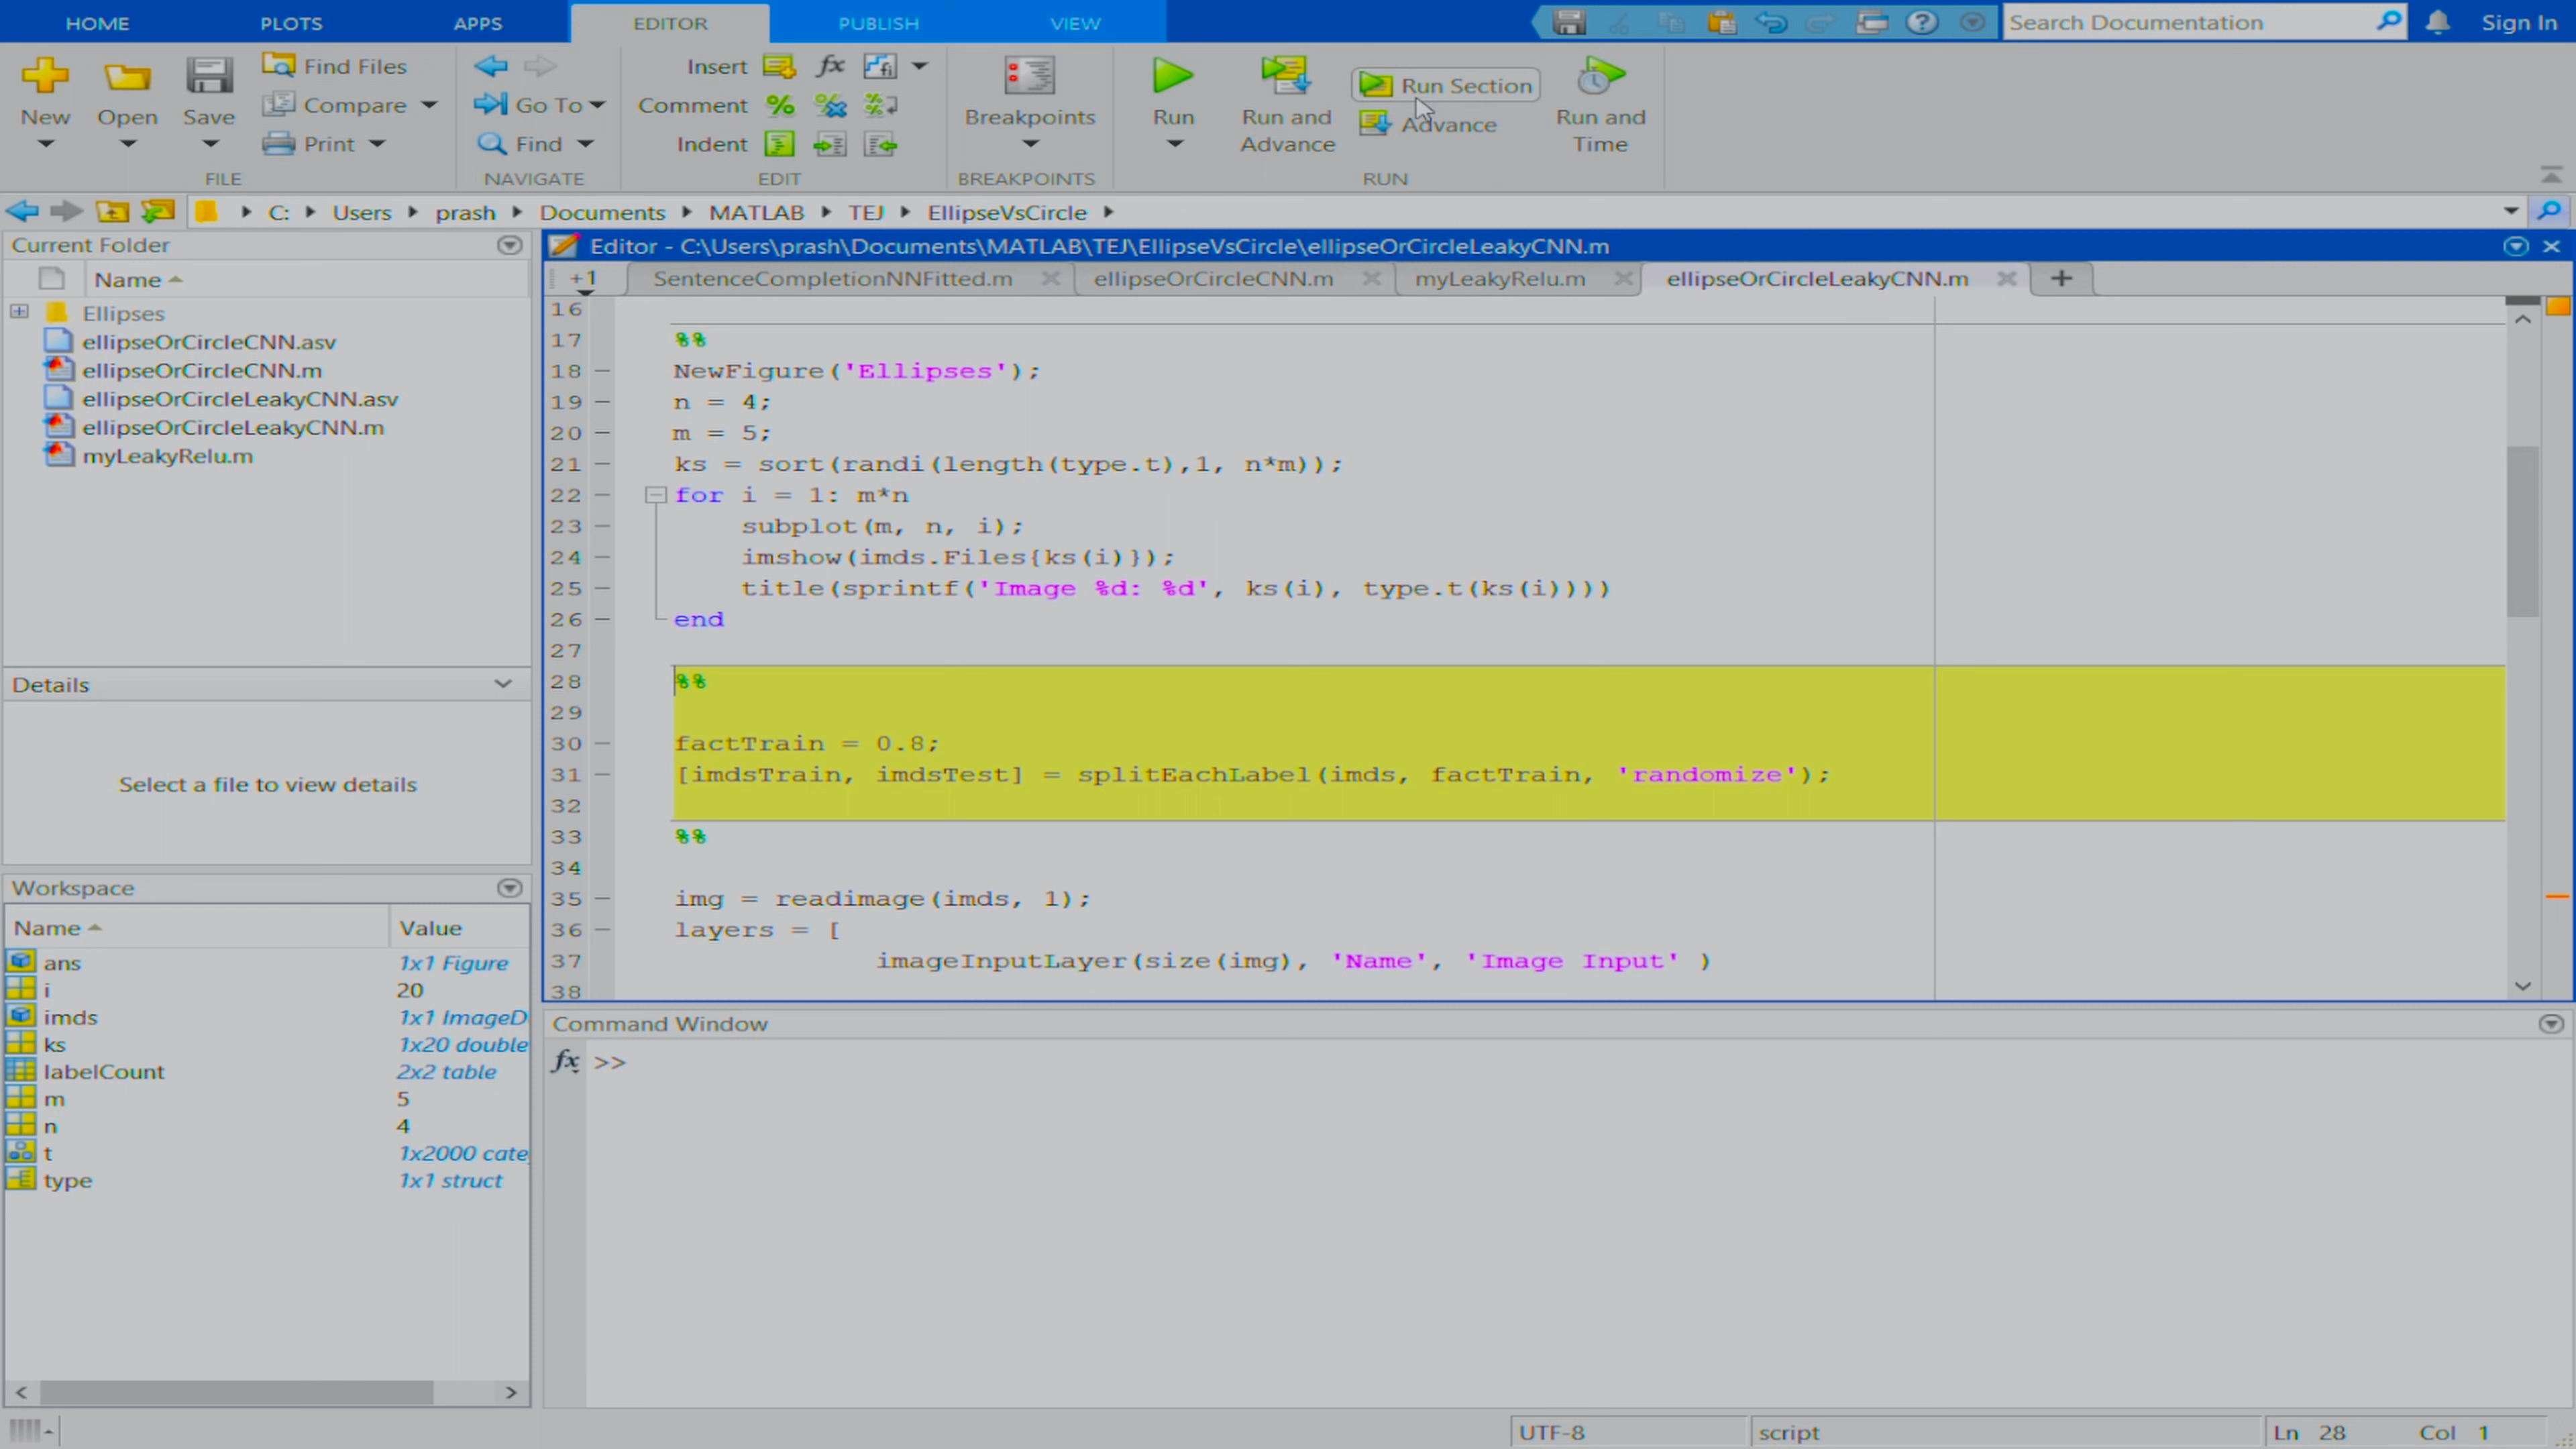 HOME PLOTS APPS EDITOR PUBLISH VIEW Search Documentation Sign In
New Open Save Find Files Compare Print
FILE
Go To Find
NAVIGATE
Insert fx fi
Comment % % %
Indent
EDIT
Breakpoints
BREAKPOINTS
Run Run and Advance Run Section Advance Run and Time
RUN
C: Users prash Documents MATLAB TEJ EllipseVsCircle
Current Folder
Name
Ellipses
ellipseOrCircleCNN.asv
ellipseOrCircleCNN.m
ellipseOrCircleLeakyCNN.asv
ellipseOrCircleLeakyCNN.m
myLeakyRelu.m
Details
Select a file to view details
Workspace
Name Value
ans 1x1 Figure
i 20
imds 1x1 ImageD
ks 1x20 double
labelCount 2x2 table
m 5
n 4
t 1x2000 cate
type 1x1 struct
Editor - C:\Users\prash\Documents\MATLAB\TEJ\EllipseVsCircle\ellipseOrCircleLeakyCNN.m
+1 SentenceCompletionNNFitted.m ellipseOrCircleCNN.m myLeakyRelu.m ellipseOrCircleLeakyCNN.m +
16
17 %%
18 NewFigure('Ellipses');
19 n = 4;
20 m = 5;
21 ks = sort(randi(length(type.t),1, n*m));
22 for i = 1: m*n
23 subplot(m, n, i);
24 imshow(imds.Files{ks(i)});
25 title(sprintf('Image %d: %d', ks(i), type.t(ks(i))))
26 end
27
28 %%
29
30 factTrain = 0.8;
31 [imdsTrain, imdsTest] = splitEachLabel(imds, factTrain, 'randomize');
32
33 %%
34
35 img = readimage(imds, 1);
36 layers = [
37 imageInputLayer(size(img), 'Name', 'Image Input' )
38
Command Window
fx >>
UTF-8 script Ln 28 Col 1